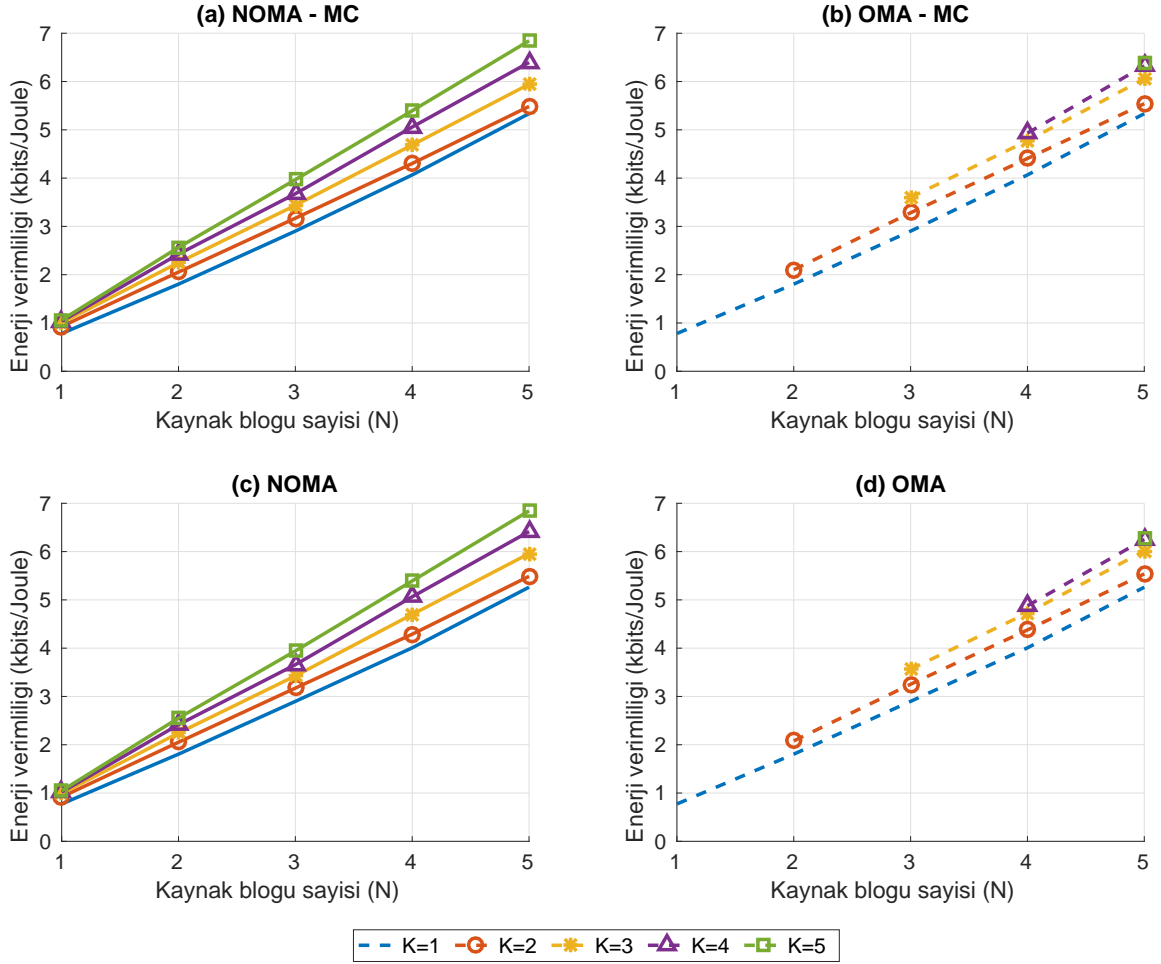 (a) NOMA - MC
Enerji verimliligi (kbits/Joule)
7
6
5
4
3
2
1
0
1 2 3 4 5
Kaynak blogu sayisi (N)
(b) OMA - MC
Enerji verimliligi (kbits/Joule)
7
6
5
4
3
2
1
0
1 2 3 4 5
Kaynak blogu sayisi (N)
(c) NOMA
Enerji verimliligi (kbits/Joule)
7
6
5
4
3
2
1
0
1 2 3 4 5
Kaynak blogu sayisi (N)
(d) OMA
Enerji verimliligi (kbits/Joule)
7
6
5
4
3
2
1
0
1 2 3 4 5
Kaynak blogu sayisi (N)
K=1 K=2 K=3 K=4 K=5